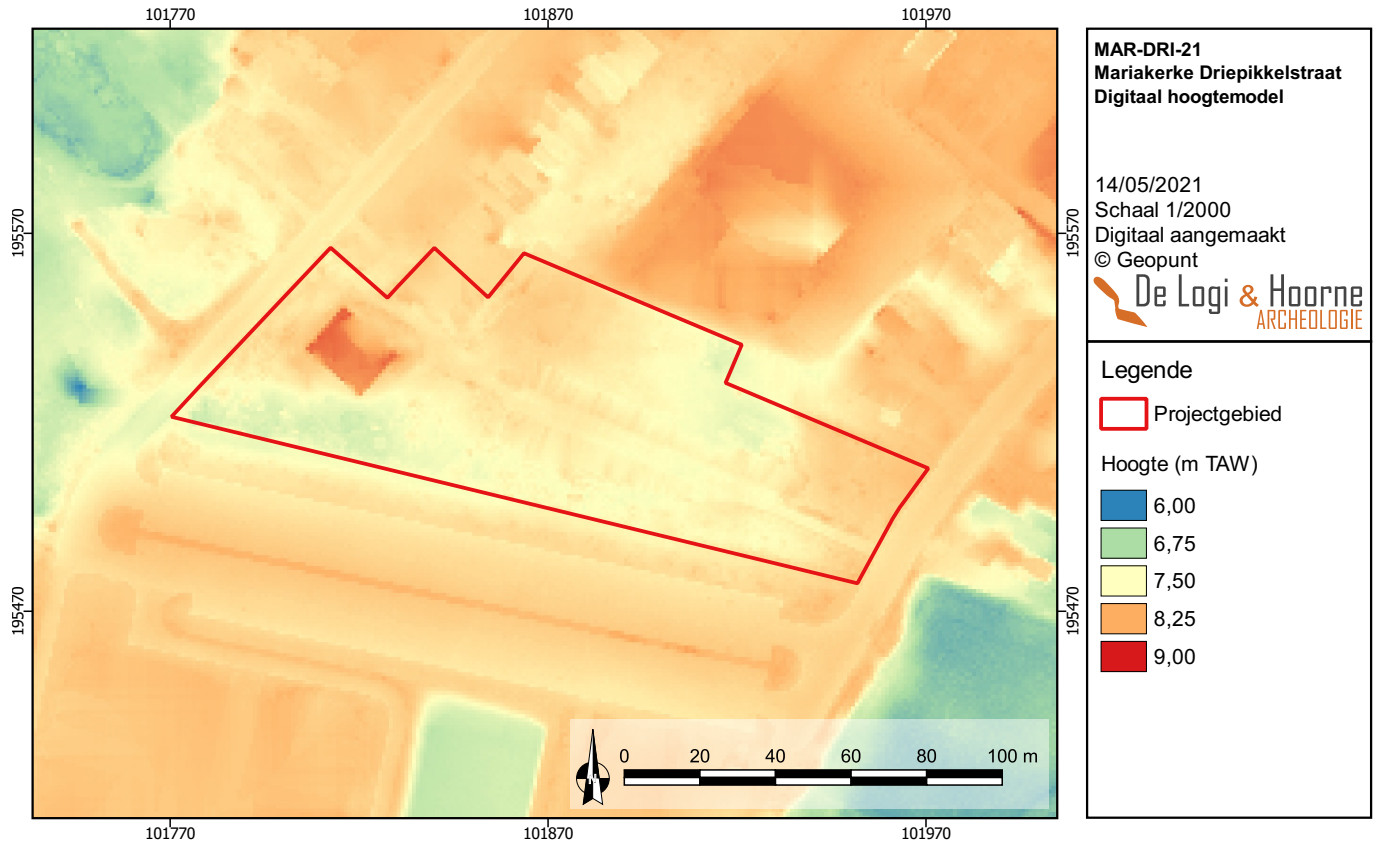 101770
101870
101970
195570
195570
195470
195470
101770
101870
101970
0 20 40 60 80 100 m
N
MAR-DRI-21
Mariakerke Driepikkelstraat
Digitaal hoogtemodel
14/05/2021
Schaal 1/2000
Digitaal aangemaakt
© Geopunt
De Logi & Hoorne
ARCHEOLOGIE
Legende
Projectgebied
Hoogte (m TAW)
6,00
6,75
7,50
8,25
9,00